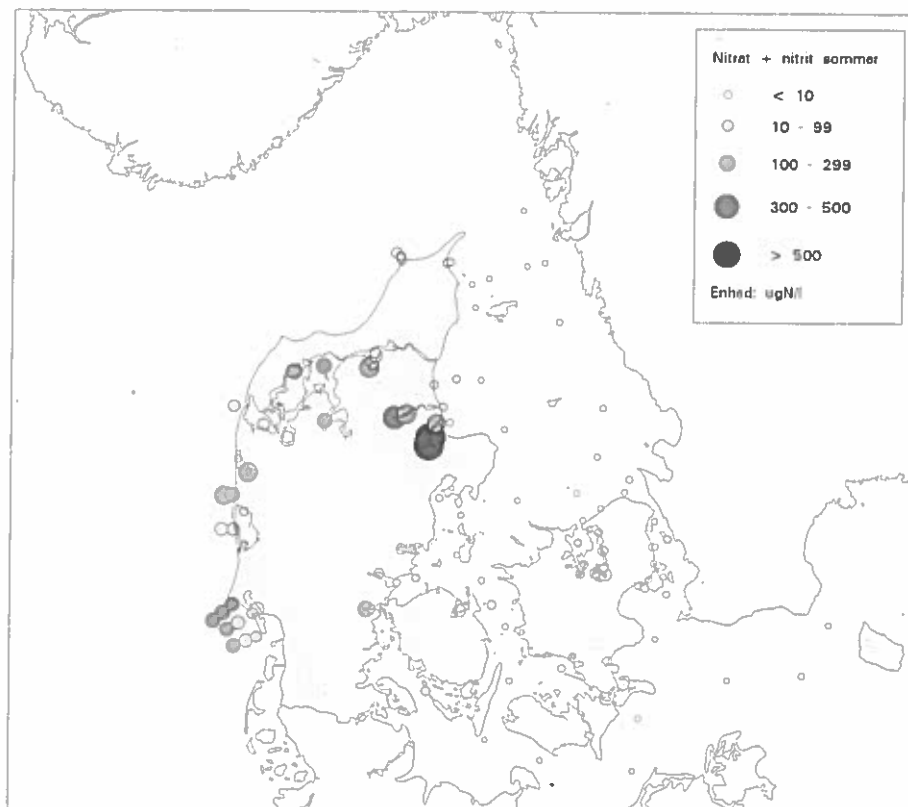 Nitrat + nitrit sommer
< 10
10 - 99
100 - 299
300 - 500
> 500
Enhed: ugN/l